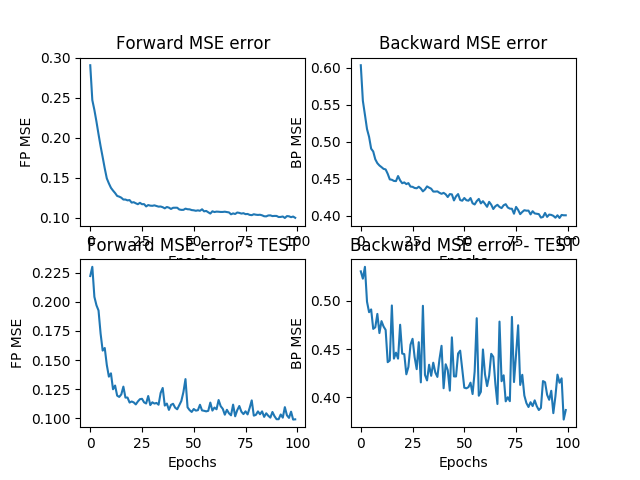 Forward MSE error
Backward MSE error
FP MSE
0.30
0.25
0.20
0.15
0.10
0 25 50 75 100
Epochs
BP MSE
0.60
0.55
0.50
0.45
0.40
0 25 50 75 100
Epochs
Forward MSE error - TEST
Backward MSE error - TEST
FP MSE
0.225
0.200
0.175
0.150
0.125
0.100
0 25 50 75 100
Epochs
BP MSE
0.50
0.45
0.40
0 25 50 75 100
Epochs